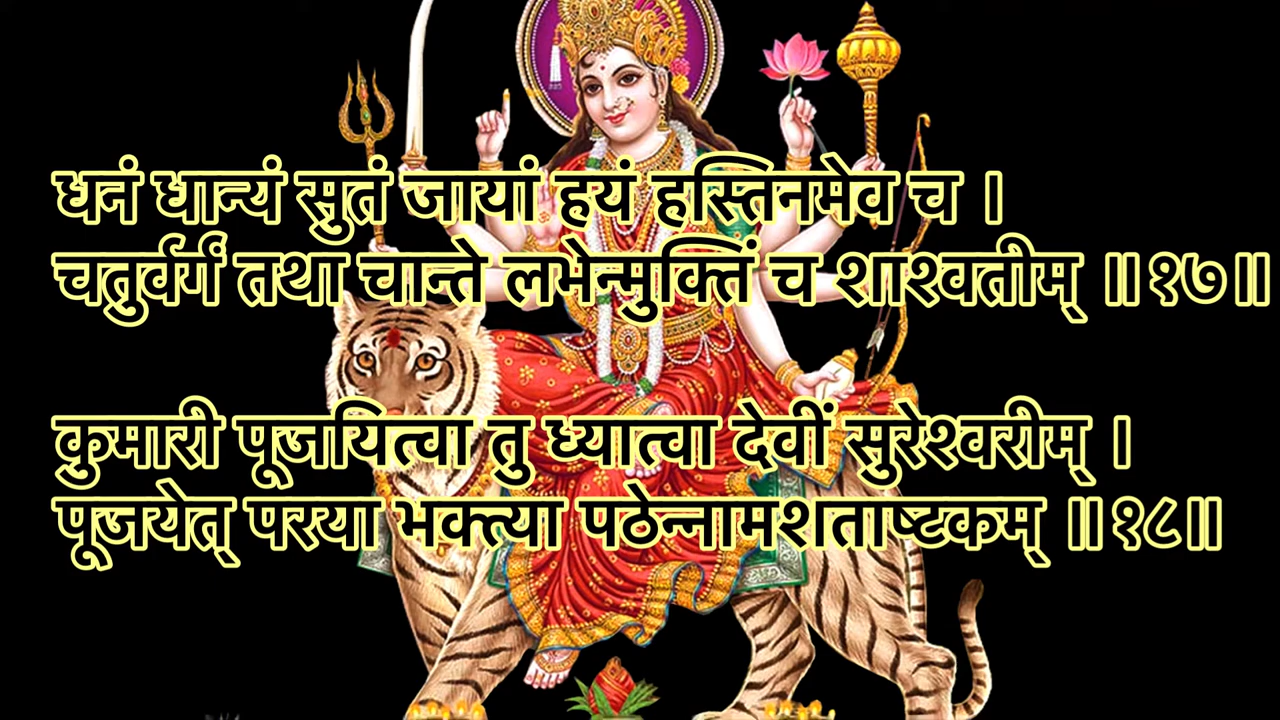 धनं धान्यं सुतं जायां हयं हस्तिनमेव च ।
चतुर्वर्गं तथा चान्ते लभेन्मुक्तिं च शाश्वतीम् ॥१७॥
कुमारी पूजयित्वा तु ध्यात्वा देवीं सुरेश्वरीम् ।
पूजयेत् परया भक्त्या पठेन्नामशताष्टकम् ॥१८॥